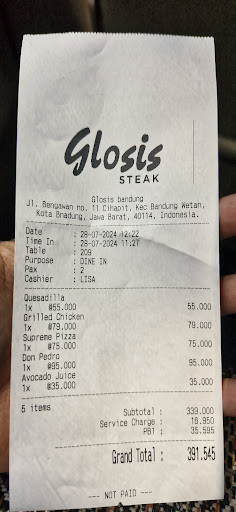 Glosis
STEAK
Glosis bandung
Jl. Bengawan no. 11 Cihapit, Kec Bandung Wetan,
Kota Bnadung, Jawa Barat, 40114, Indonesia.
Date : 28-07-2024 12:22
Time In : 28-07-2024 11:27
Table : 209
Purpose : DINE IN
Pax : 2
Cashier : LISA
Quesadilla
1x @55.000 55.000
Grilled Chicken
1x @79.000 79.000
Supreme Pizza
1x @75.000 75.000
Don Pedro
1x @95.000 95.000
Avocado Juice
1x @35.000 35.000
5 items Subtotal : 339.000
Service Charge : 16.950
PB1 : 35.595
Grand Total : 391.545
--- NOT PAID ---